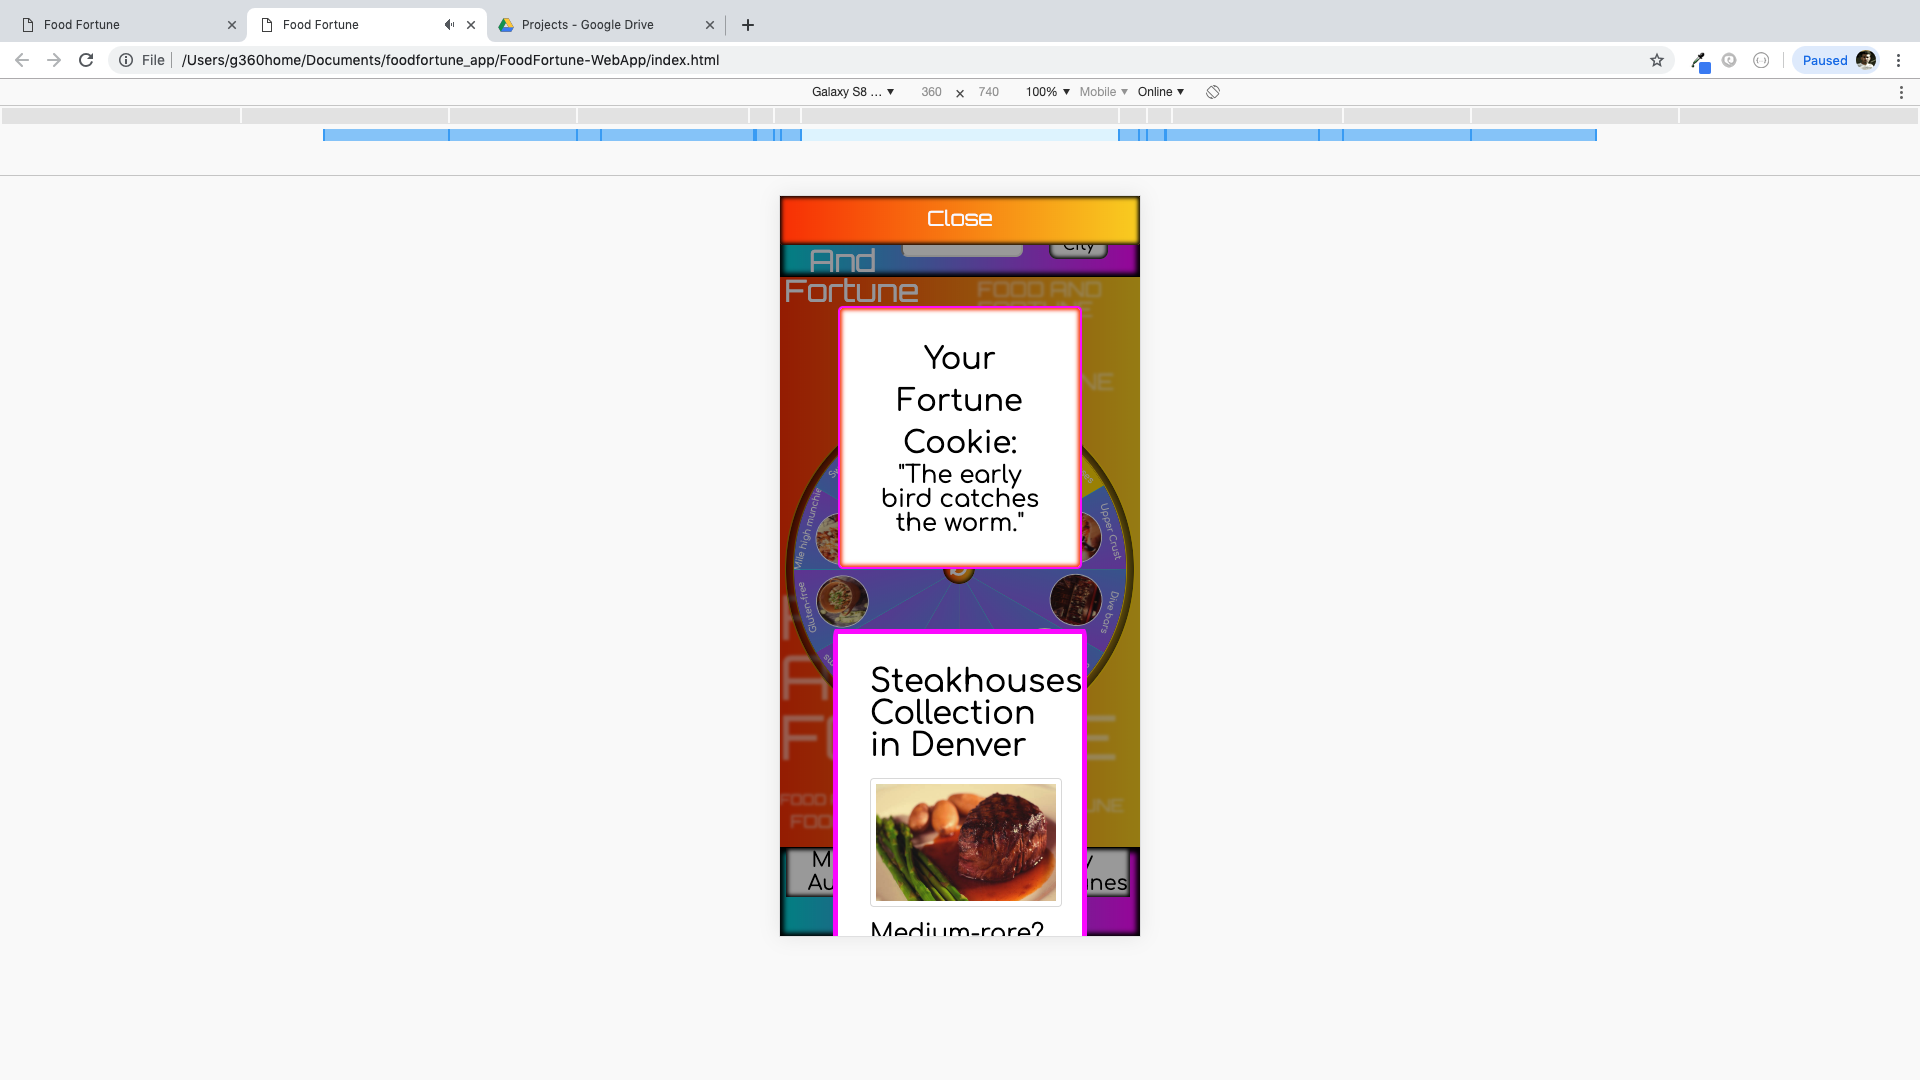 Food Fortune
Food Fortune
Projects - Google Drive
File
/Users/g360home/Documents/foodfortune_app/FoodFortune-WebApp/index.html
Paused
Galaxy S8 ...
360 × 740
100%
Mobile
Online
Close
City
And
Fortune
FOOD AND
Your
Fortune
Cookie:
"The early
bird catches
the worm."
Mile high munchie
Upper Crust
Gluten-free
Dive bars
Steakhouses
Collection
in Denver
Medium-rare?